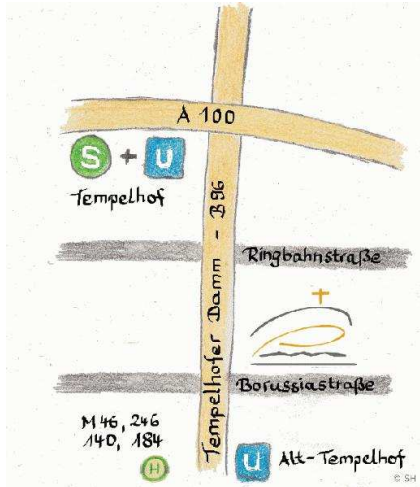 A 100
S + U
Tempelhof
Tempelhofer Damm - B96
Ringbahnstraße
Borussiastraße
M46, 246
140, 184
H
U Alt-Tempelhof
© SH